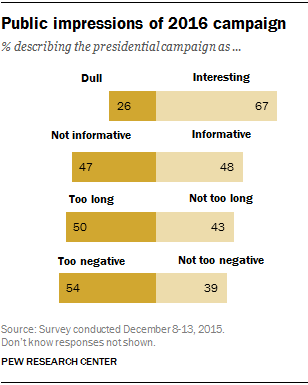 Public impressions of 2016 campaign
% describing the presidential campaign as ...
Dull Interesting
26 67
Not informative Informative
47 48
Too long Not too long
50 43
Too negative Not too negative
54 39
Source: Survey conducted December 8-13, 2015.
Don't know responses not shown.
PEW RESEARCH CENTER